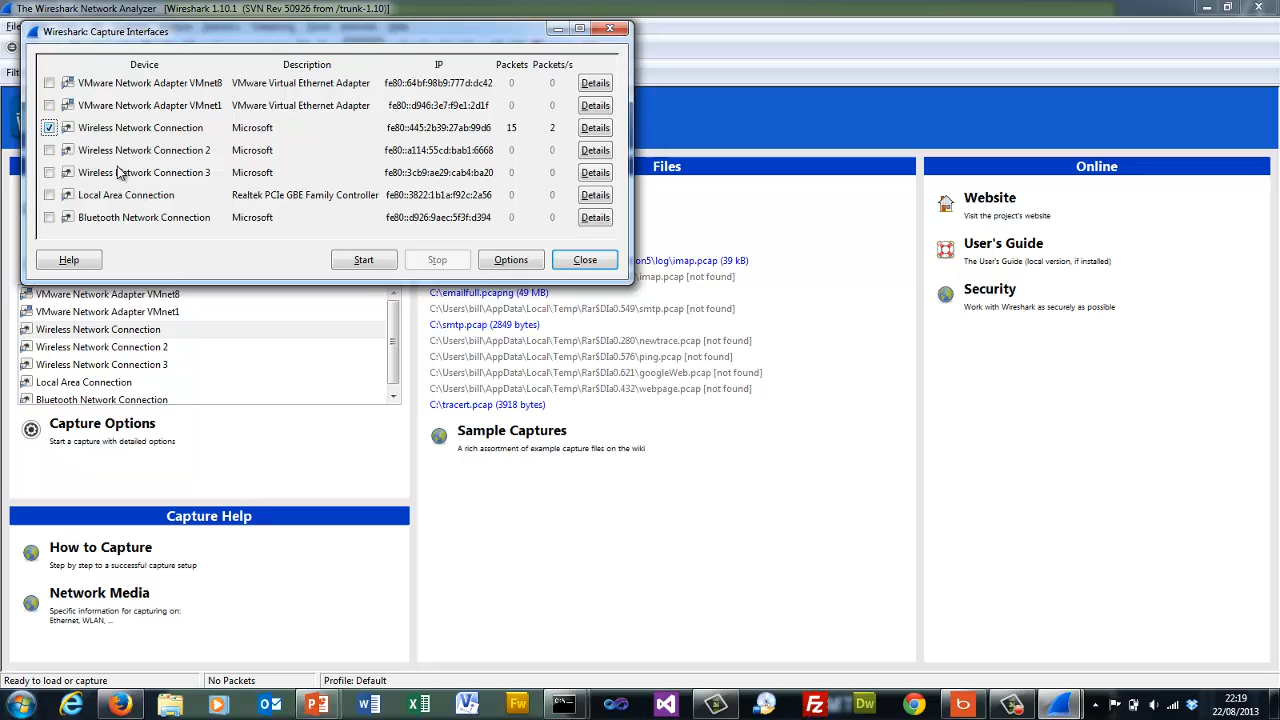 The Wireshark Network Analyzer [Wireshark 1.10.1 (SVN Rev 50926 from /trunk-1.10)]
Wireshark: Capture Interfaces
Device Description IP Packets Packets/s
VMware Network Adapter VMnet8 VMware Virtual Ethernet Adapter fe80::64bf:98b9:777d:dc42 0 0 Details
VMware Network Adapter VMnet1 VMware Virtual Ethernet Adapter fe80::d946:3e7:f9e1:2d1f 0 0 Details
Wireless Network Connection Microsoft fe80::445:2b39:27ab:99d6 15 2 Details
Wireless Network Connection 2 Microsoft fe80::a114:55cd:bab1:6668 0 0 Details
Wireless Network Connection 3 Microsoft fe80::3cb9:ae29:cab4:ba20 0 0 Details
Local Area Connection Realtek PCIe GBE Family Controller fe80::3822:1b1a:f92c:2a56 0 0 Details
Bluetooth Network Connection Microsoft fe80::d926:9aec:5f3f:d394 0 0 Details
Help Start Stop Options Close
VMware Network Adapter VMnet8
VMware Network Adapter VMnet1
Wireless Network Connection
Wireless Network Connection 2
Wireless Network Connection 3
Local Area Connection
Bluetooth Network Connection
Capture Options
Start a capture with detailed options
Capture Help
How to Capture
Step by step to a successful capture setup
Network Media
Specific information for capturing on:
Ethernet, WLAN, ...
Files
on5\log\imap.pcap (39 kB)
\imap.pcap [not found]
C:\emailfull.pcapng (49 MB)
C:\Users\bill\AppData\Local\Temp\Rar$DIa0.549\smtp.pcap [not found]
C:\smtp.pcap (2849 bytes)
C:\Users\bill\AppData\Local\Temp\Rar$DIa0.280\newtrace.pcap [not found]
C:\Users\bill\AppData\Local\Temp\Rar$DIa0.576\ping.pcap [not found]
C:\Users\bill\AppData\Local\Temp\Rar$DIa0.621\googleWeb.pcap [not found]
C:\Users\bill\AppData\Local\Temp\Rar$DIa0.432\webpage.pcap [not found]
C:\tracert.pcap (3918 bytes)
Sample Captures
A rich assortment of example capture files on the wiki
Online
Website
Visit the project's website
User's Guide
The User's Guide (local version, if installed)
Security
Work with Wireshark as securely as possible
Ready to load or capture No Packets Profile: Default
22:19
22/08/2013